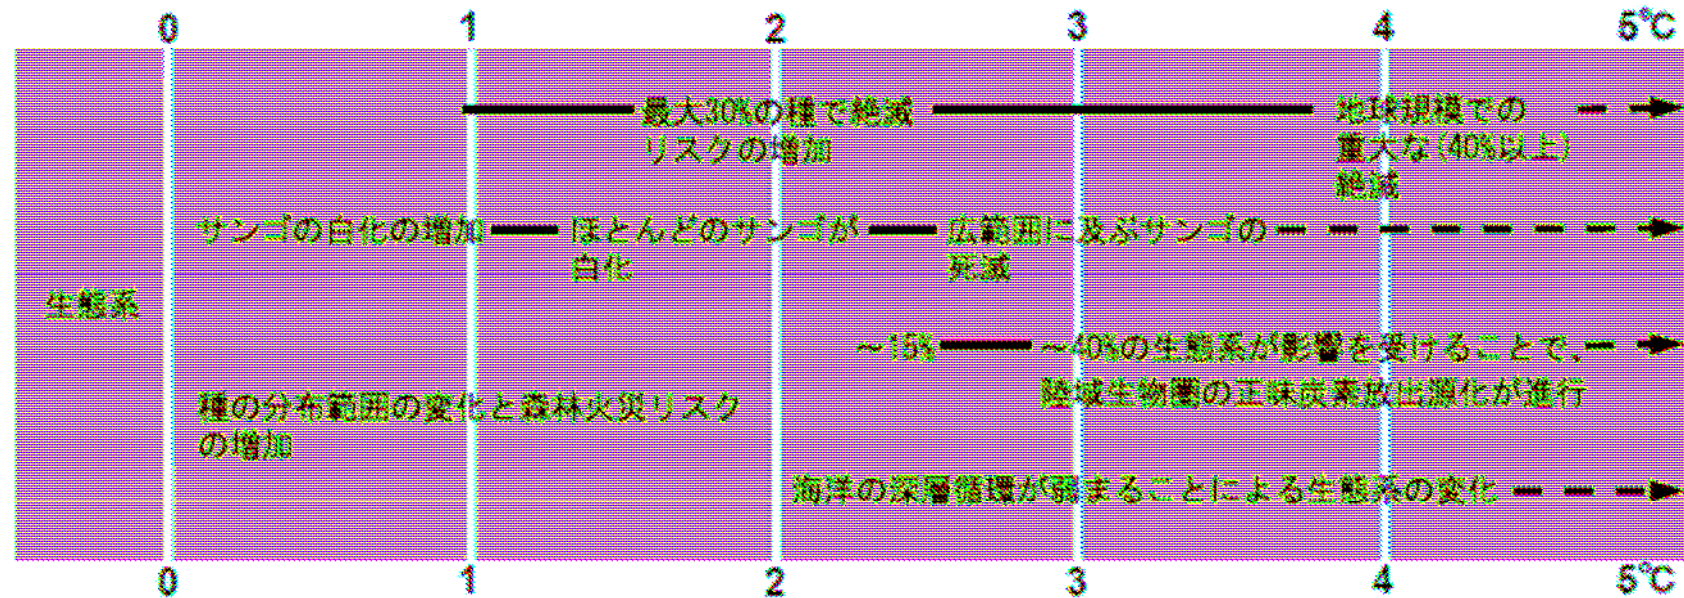 0 1 2 3 4 5℃
最大30%の種で絶滅
リスクの増加
地球規模での
重大な(40%以上)
絶滅
サンゴの白化の増加
ほとんどのサンゴが
白化
広範囲に及ぶサンゴの
死滅
生態系
～15%
～40%の生態系が影響を受けることで、
陸域生物圏の正味炭素放出源化が進行
種の分布範囲の変化と森林火災リスク
の増加
海洋の深層循環が弱まることによる生態系の変化
0 1 2 3 4 5℃